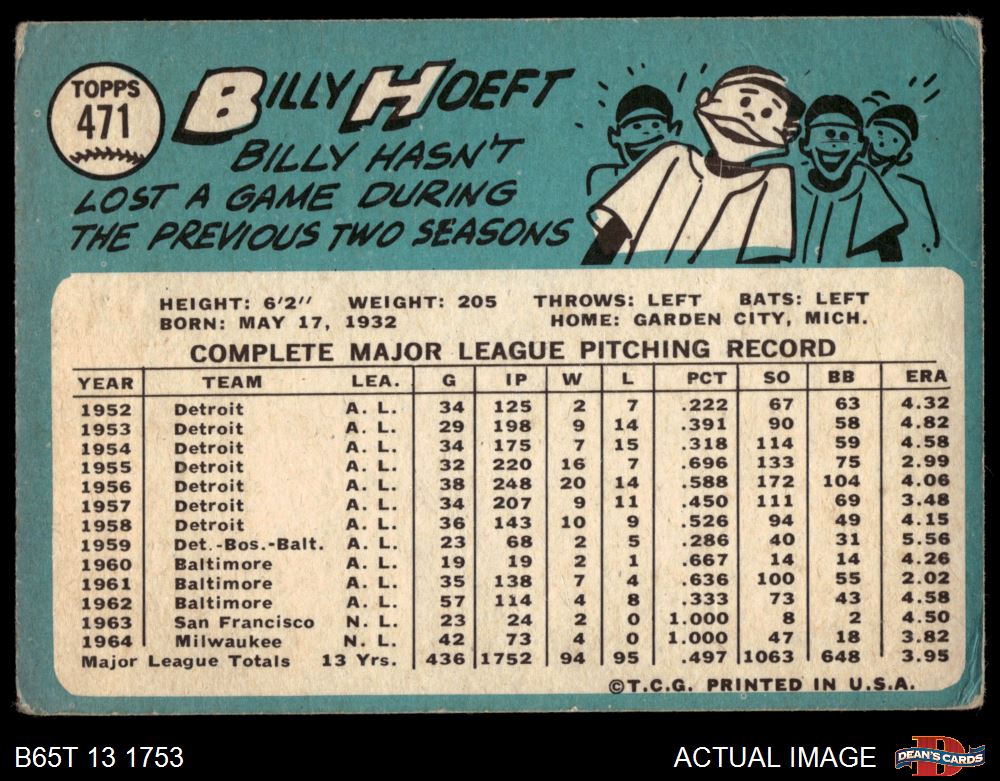 TOPPS
471
BILLY HOEFT
BILLY HASN'T
LOST A GAME DURING
THE PREVIOUS TWO SEASONS
HEIGHT: 6'2" WEIGHT: 205 THROWS: LEFT BATS: LEFT
BORN: MAY 17, 1932 HOME: GARDEN CITY, MICH.
COMPLETE MAJOR LEAGUE PITCHING RECORD
YEAR TEAM LEA. G IP W L PCT SO BB ERA
1952 Detroit A. L. 34 125 2 7 .222 67 63 4.32
1953 Detroit A. L. 29 198 9 14 .391 90 58 4.82
1954 Detroit A. L. 34 175 7 15 .318 114 59 4.58
1955 Detroit A. L. 32 220 16 7 .696 133 75 2.99
1956 Detroit A. L. 38 248 20 14 .588 172 104 4.06
1957 Detroit A. L. 34 207 9 11 .450 111 69 3.48
1958 Detroit A. L. 36 143 10 9 .526 94 49 4.15
1959 Det.-Bos.-Balt. A. L. 23 68 2 5 .286 40 31 5.56
1960 Baltimore A. L. 19 19 2 1 .667 14 14 4.26
1961 Baltimore A. L. 35 138 7 4 .636 100 55 2.02
1962 Baltimore A. L. 57 114 4 8 .333 73 43 4.58
1963 San Francisco N. L. 23 24 2 0 1.000 8 2 4.50
1964 Milwaukee N. L. 42 73 4 0 1.000 47 18 3.82
Major League Totals 13 Yrs. 436 1752 94 95 .497 1063 648 3.95
©T.C.G. PRINTED IN U.S.A.
B65T 13 1753
ACTUAL IMAGE
DEAN'S CARDS